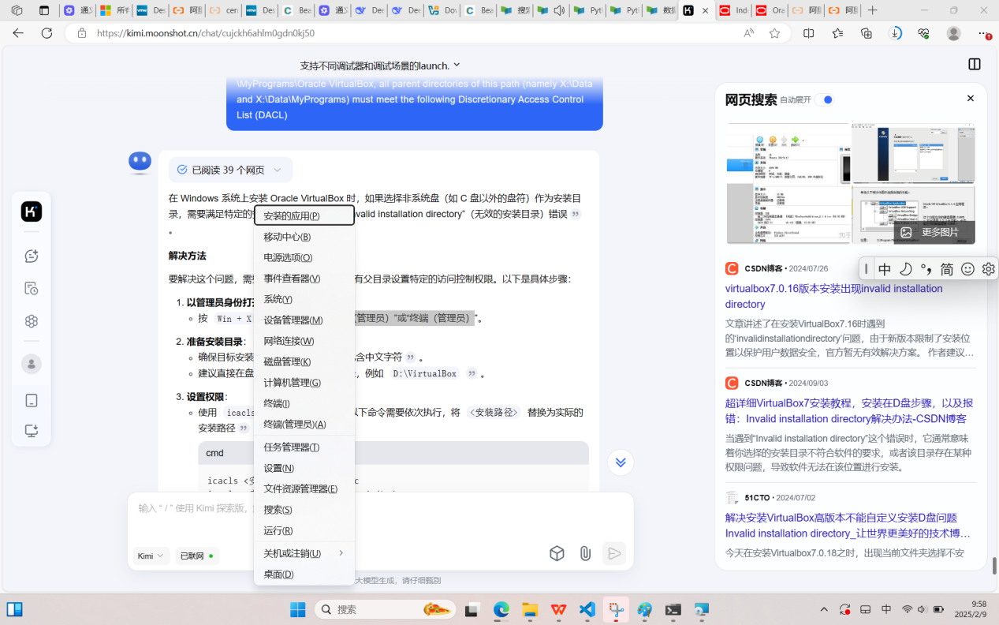 通义
所有
Des
阿里
cen
Des
Bea
通义
Dee
Dee
Dov
Bea
搜索
Pyt
Pyt
数据
Inde
Ora
阿里
阿里
https://kimi.moonshot.cn/chat/cujckh6ahlm0gdn0kj50
支持不同调试器和调试场景的launch.
\MyPrograms\Oracle VirtualBox, all parent directories of this path (namely X:\Data
and X:\Data\MyPrograms) must meet the following Discretionary Access Control
List (DACL)
已阅读 39 个网页
在 Windows 系统上安装 Oracle VirtualBox 时，如果选择非系统盘（如 C 盘以外的盘符）作为安装目
录，需要满足特定的
nvalid installation directory”（无效的安装目录）错误
。
解决方法
要解决这个问题，需
有父目录设置特定的访问控制权限。以下是具体步骤：
1. 以管理员身份打
按 Win + X
（管理员）”或“终端（管理员）”。
2. 准备安装目录：
确保目标安装
含中文字符 。
建议直接在盘
，例如 D:\VirtualBox 。
3. 设置权限：
使用 icacls
以下命令需要依次执行，将 <安装路径> 替换为实际的
安装路径
cmd
icacls <安
c
安装的应用(P)
移动中心(B)
电源选项(O)
事件查看器(V)
系统(Y)
设备管理器(M)
网络连接(W)
磁盘管理(K)
计算机管理(G)
终端(I)
终端(管理员)(A)
任务管理器(T)
设置(N)
文件资源管理器(E)
搜索(S)
运行(R)
关机或注销(U)
桌面(D)
输入 “ / ” 使用 Kimi 探索版，
Kimi
已联网
大模型生成，请仔细甄别
网页搜索 自动展开
更多图片
中 简
CSDN博客 • 2024/07/26
virtualbox7.0.16版本安装出现invalid installation
directory
文章讲述了在安装VirtualBox7.16时遇到
的‘invalidinstallationdirectory’问题，由于新版本限制了安装位
置以保护用户数据安全，官方暂无有效解决方案。 作者建议…
CSDN博客 • 2024/09/03
超详细VirtualBox7安装教程，安装在D盘步骤，以及报
错：Invalid installation directory解决办法-CSDN博客
当遇到“Invalid installation directory”这个错误时，它通常意味
着你选择的安装目录不符合软件的要求，或者该目录存在某种
权限问题，导致软件无法在该位置进行安装。
51CTO • 2024/07/02
解决安装VirtualBox高版本不能自定义安装D盘问题
Invalid installation directory_让世界更美好的技术博…
今天在安装Virtualbox7.0.18之时，出现当前文件夹选择不安
搜索
中
9:58
2025/2/9